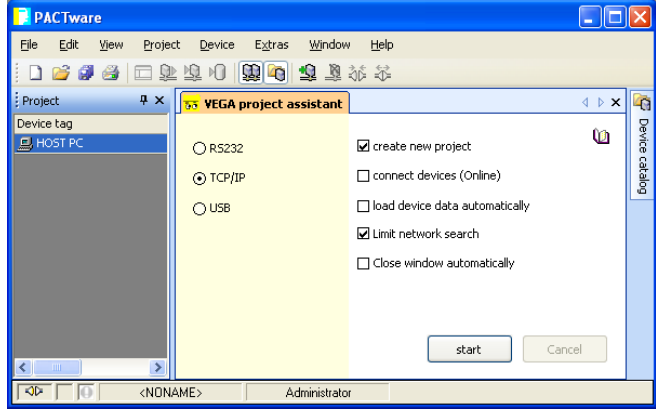 PACTware
File Edit View Project Device Extras Window Help
Project
VEGA project assistant
Device tag
HOST PC
RS232
TCP/IP
USB
create new project
connect devices (Online)
load device data automatically
Limit network search
Close window automatically
start Cancel
Device catalog
<NONAME> Administrator